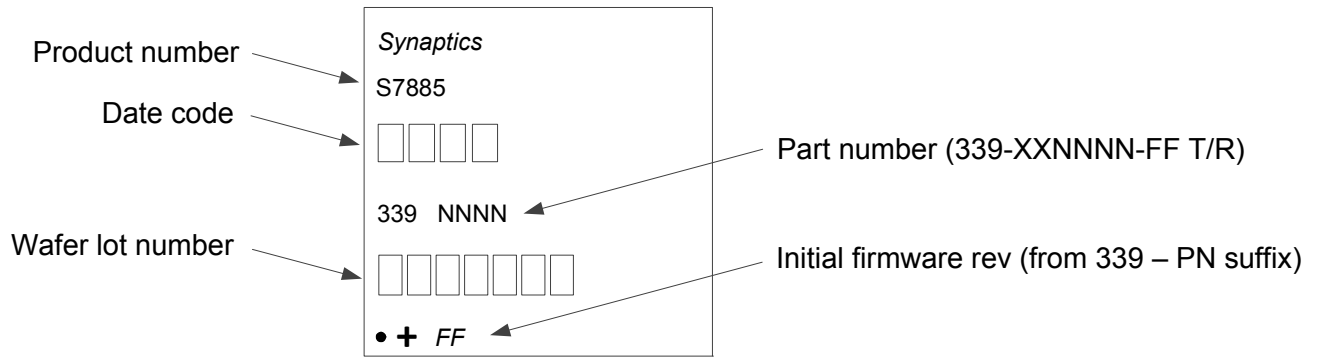 Synaptics
Product number
S7885
Date code
Part number (339-XXNNNN-FF T/R)
339 NNNN
Wafer lot number
Initial firmware rev (from 339 – PN suffix)
•+ FF